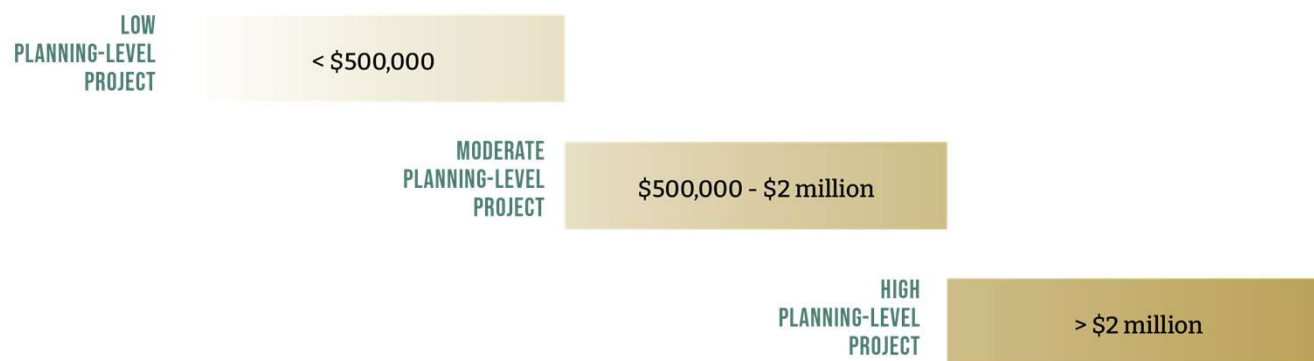 LOW
PLANNING-LEVEL
PROJECT
< $500,000
MODERATE
PLANNING-LEVEL
PROJECT
$500,000 - $2 million
HIGH
PLANNING-LEVEL
PROJECT
> $2 million